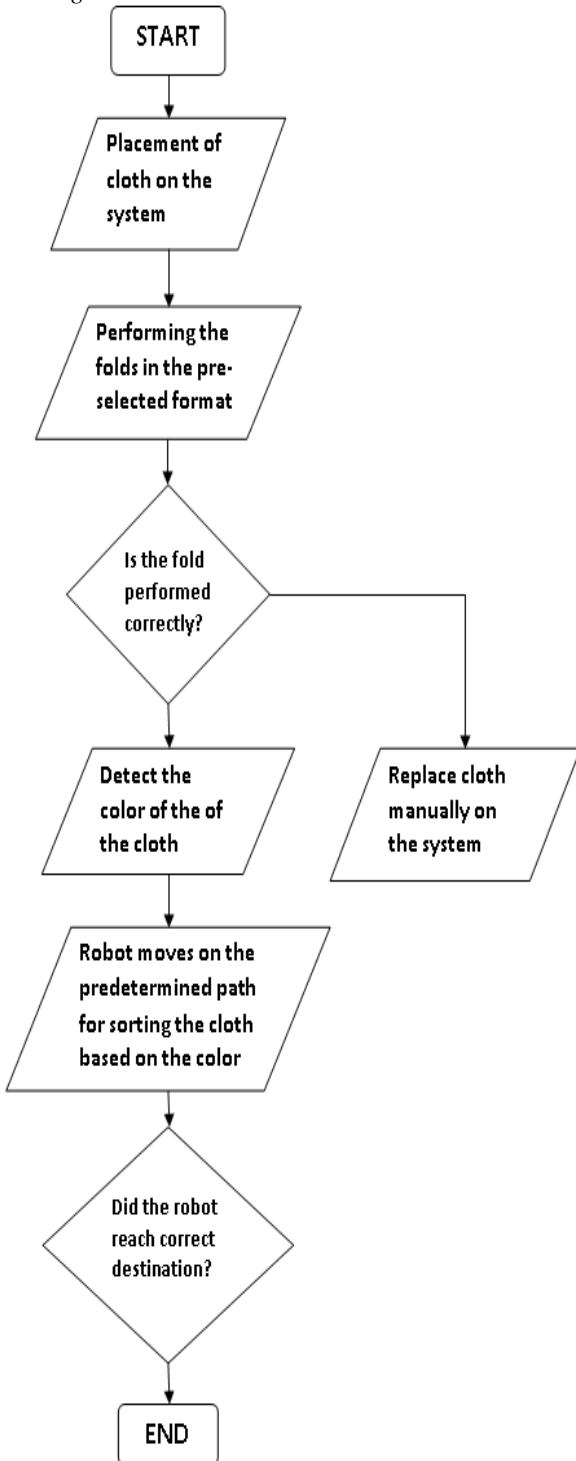 START
Placement of
cloth on the
system
Performing the
folds in the pre-
selected format
Is the fold
performed
correctly?
Detect the
color of the of
the cloth
Replace cloth
manually on
the system
Robot moves on the
predetermined path
for sorting the cloth
based on the color
Did the robot
reach correct
destination?
END